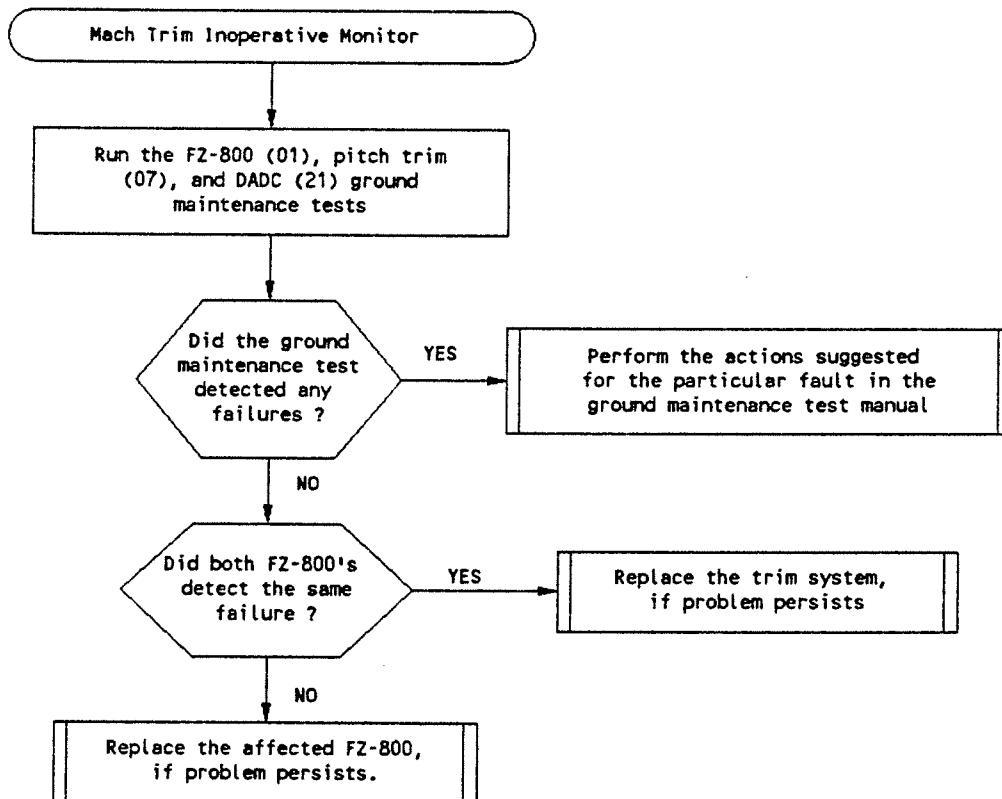 Mach Trim Inoperative Monitor
Run the FZ-800 (01), pitch trim
(07), and DADC (21) ground
maintenance tests
Did the ground
maintenance test
detected any
failures ?
YES
Perform the actions suggested
for the particular fault in the
ground maintenance test manual
NO
Did both FZ-800's
detect the same
failure ?
YES
Replace the trim system,
if problem persists
NO
Replace the affected FZ-800,
if problem persists.